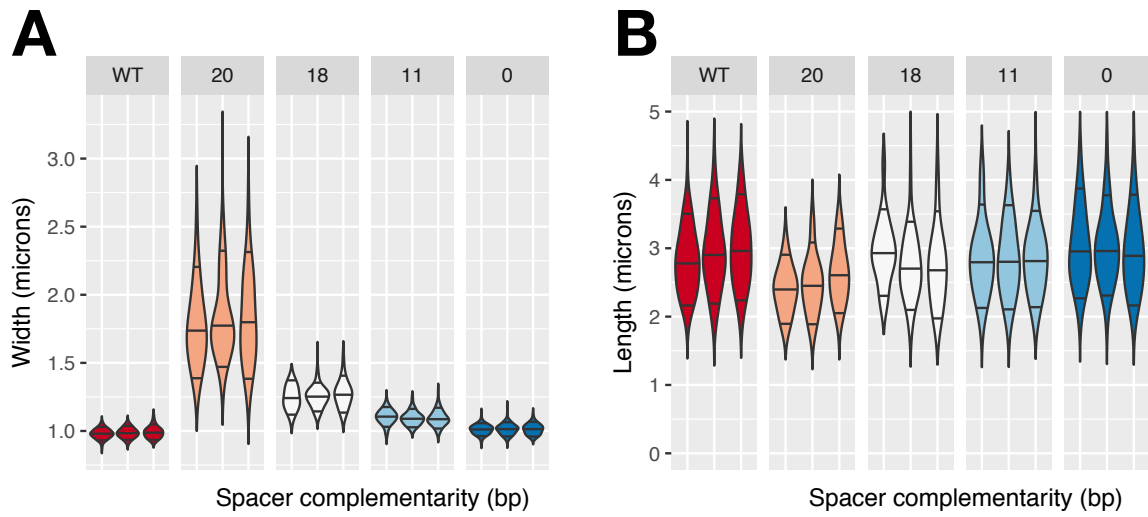 A
WT 20 18 11 0
3.0
2.5
2.0
1.5
1.0
Width (microns)
Spacer complementarity (bp)
B
WT 20 18 11 0
5
4
3
2
1
0
Length (microns)
Spacer complementarity (bp)